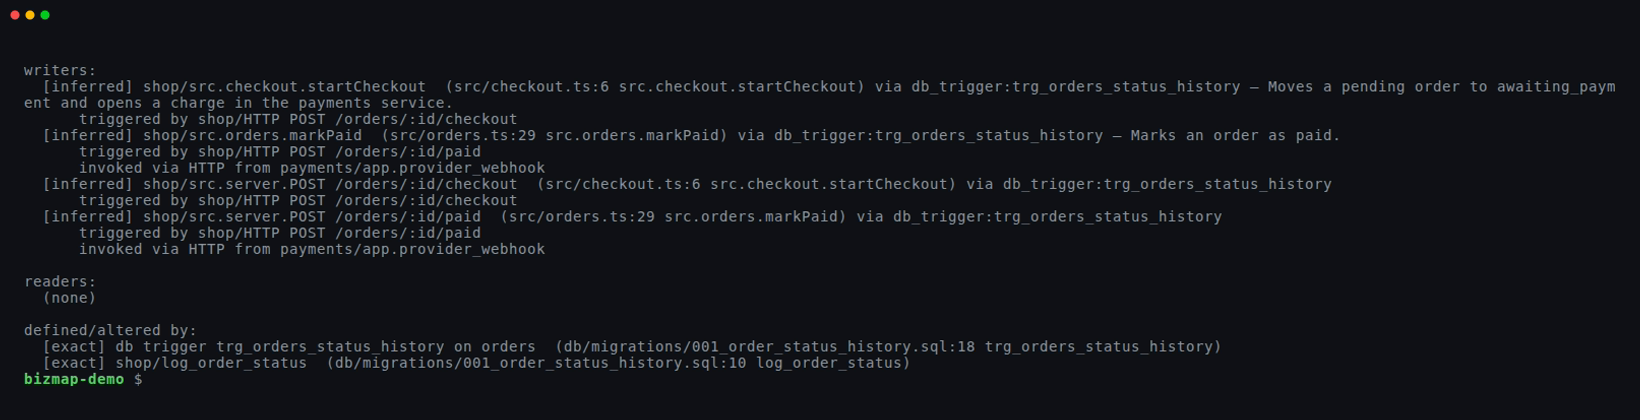 writers:
  [inferred] shop/src.checkout.startCheckout  (src/checkout.ts:6 src.checkout.startCheckout) via db_trigger:trg_orders_status_history — Moves a pending order to awaiting_paym
ent and opens a charge in the payments service.
      triggered by shop/HTTP POST /orders/:id/checkout
  [inferred] shop/src.orders.markPaid  (src/orders.ts:29 src.orders.markPaid) via db_trigger:trg_orders_status_history — Marks an order as paid.
      triggered by shop/HTTP POST /orders/:id/paid
      invoked via HTTP from payments/app.provider_webhook
  [inferred] shop/src.server.POST /orders/:id/checkout  (src/checkout.ts:6 src.checkout.startCheckout) via db_trigger:trg_orders_status_history
      triggered by shop/HTTP POST /orders/:id/checkout
  [inferred] shop/src.server.POST /orders/:id/paid  (src/orders.ts:29 src.orders.markPaid) via db_trigger:trg_orders_status_history
      triggered by shop/HTTP POST /orders/:id/paid
      invoked via HTTP from payments/app.provider_webhook

readers:
  (none)

defined/altered by:
  [exact] db trigger trg_orders_status_history on orders  (db/migrations/001_order_status_history.sql:18 trg_orders_status_history)
  [exact] shop/log_order_status  (db/migrations/001_order_status_history.sql:10 log_order_status)
bizmap-demo $